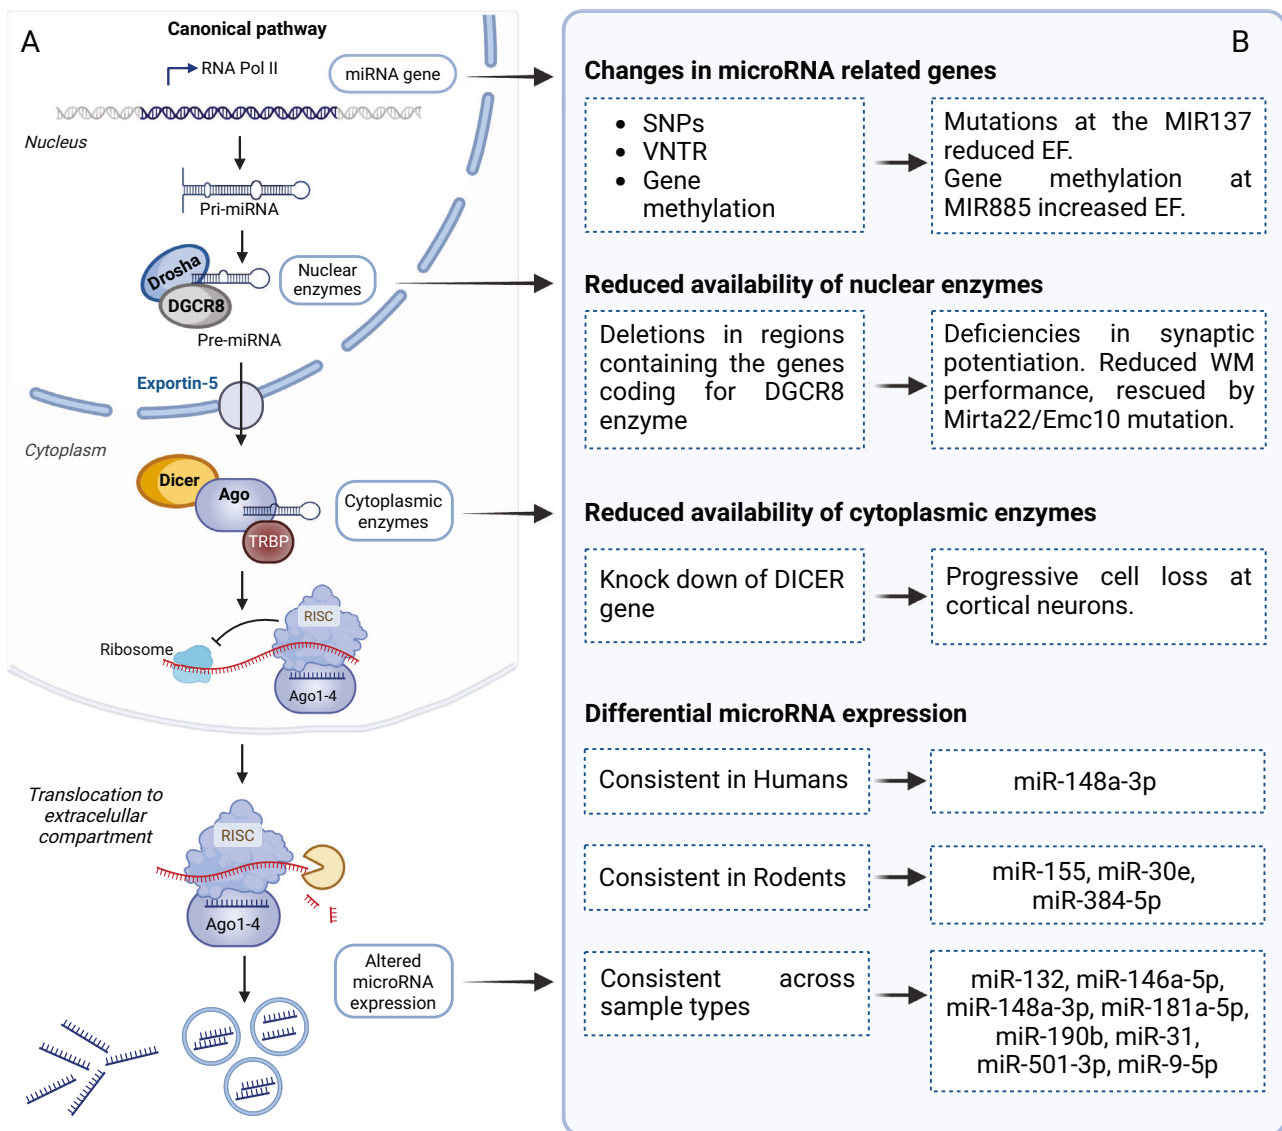 A
Canonical pathway
RNA Pol II
miRNA gene
Nucleus
Pri-miRNA
Drosha
DGCR8
Nuclear
enzymes
Pre-miRNA
Exportin-5
Cytoplasm
Dicer
Ago
TRBP
Cytoplasmic
enzymes
RISC
Ribosome
Ago1-4
Translocation to
extracelullar
compartment
RISC
Ago1-4
Altered
microRNA
expression
B
Changes in microRNA related genes
• SNPs
• VNTR
• Gene
methylation
Mutations at the MIR137
reduced EF.
Gene methylation at
MIR885 increased EF.
Reduced availability of nuclear enzymes
Deletions in regions
containing the genes
coding for DGCR8
enzyme
Deficiencies in synaptic
potentiation. Reduced WM
performance, rescued by
Mirta22/Emc10 mutation.
Reduced availability of cytoplasmic enzymes
Knock down of DICER
gene
Progressive cell loss at
cortical neurons.
Differential microRNA expression
Consistent in Humans
miR-148a-3p
Consistent in Rodents
miR-155, miR-30e,
miR-384-5p
Consistent across
sample types
miR-132, miR-146a-5p,
miR-148a-3p, miR-181a-5p,
miR-190b, miR-31,
miR-501-3p, miR-9-5p